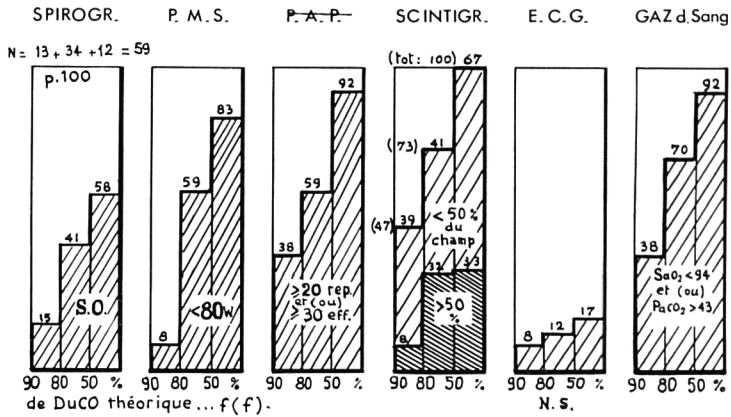 SPIROGR. P. M. S. P. A. P. SCINTIGR. E. C. G. GAZ d. Sang
N = 13 + 34 + 12 = 59
p.100
15 41 58
S.O.
90 80 50 %
8 59 83
<80w
90 80 50 %
38 59 92
≥20 rep.
et (ou)
≥30 eff.
90 80 50 %
(tot: 100) 67
(73) 41
(47) 39
<50%
du
champ
8 32 33
>50
%
90 80 50 %
8 12 17
90 80 50 %
N.S.
38 70 92
SaO₂ <94
et (ou)
PaCO₂ >43
90 80 50 %
de DuCO théorique... f(f).